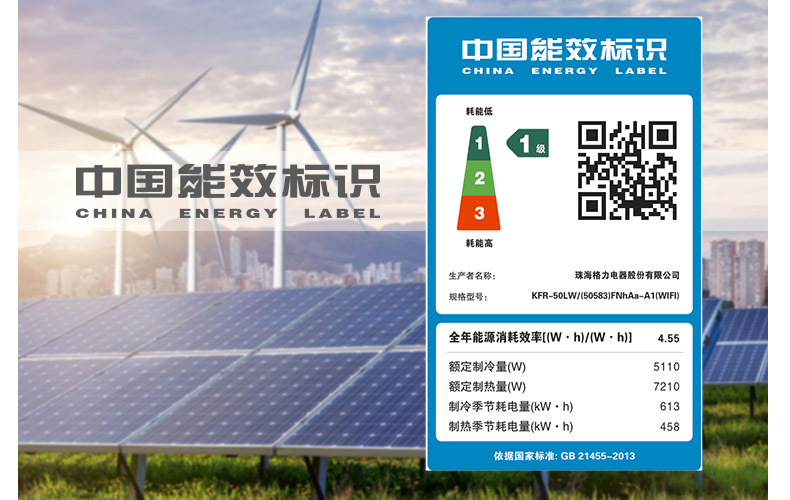 中国能效标识
CHINA ENERGY LABEL
中国能效标识
CHINA ENERGY LABEL
耗能低
1
2
3
1级
耗能高
生产者名称: 珠海格力电器股份有限公司
规格型号: KFR-50LW/(50583)FNhAa-A1(WIFI)
全年能源消耗效率[(W·h)/(W·h)] 4.55
额定制冷量(W) 5110
额定制热量(W) 7210
制冷季节耗电量(kW·h) 613
制热季节耗电量(kW·h) 458
依据国家标准: GB 21455-2013